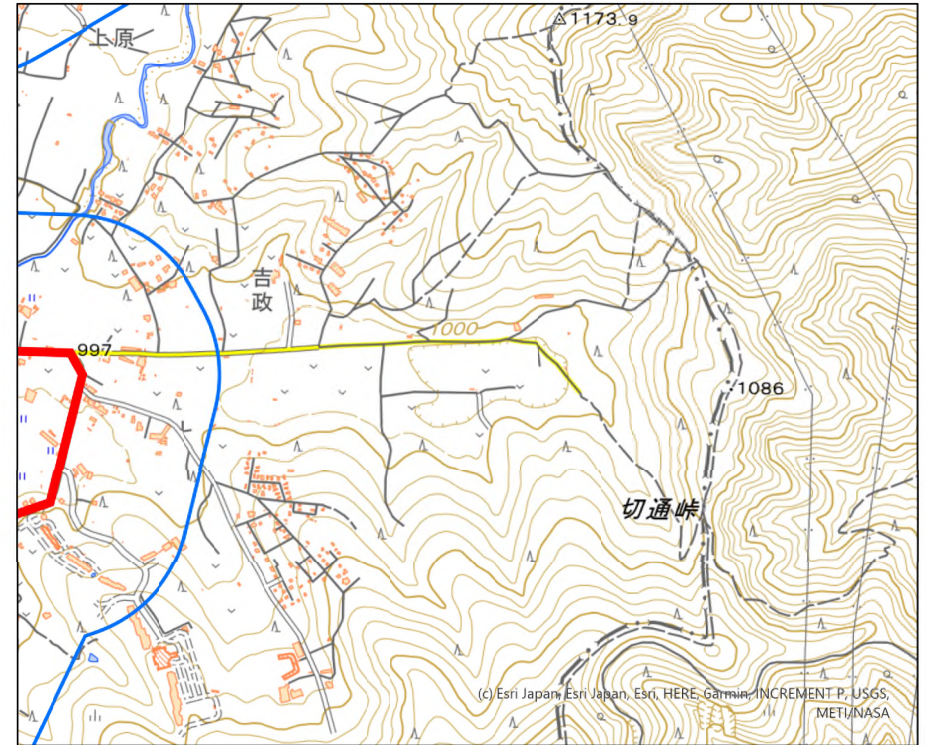 1173.9
上原
吉政
1000
997
1086
切通峠
(c) Esri Japan, Esri Japan, Esri, HERE, Garmin, INCREMENT P, USGS,
METI/NASA